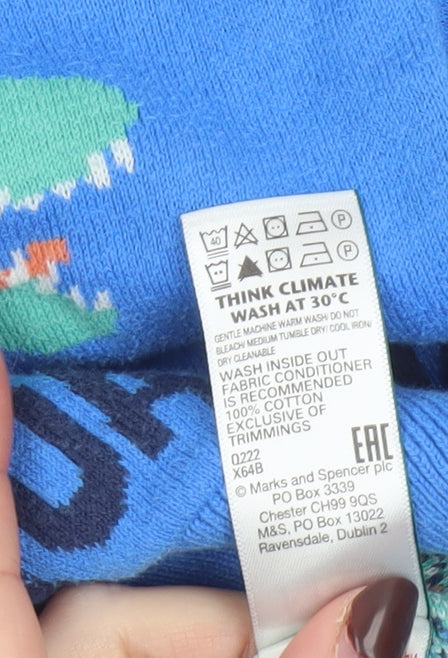 40 P
P
THINK CLIMATE
WASH AT 30°C
GENTLE MACHINE WARM WASH/ DO NOT
BLEACH/ MEDIUM TUMBLE DRY/ COOL IRON/
DRY CLEANABLE
WASH INSIDE OUT
FABRIC CONDITIONER
IS RECOMMENDED
100% COTTON
EXCLUSIVE OF
TRIMMINGS
Q222
X64B
EAC
© Marks and Spencer plc
PO Box 3339
Chester CH99 9QS
M&S, PO Box 13022
Ravensdale, Dublin 2